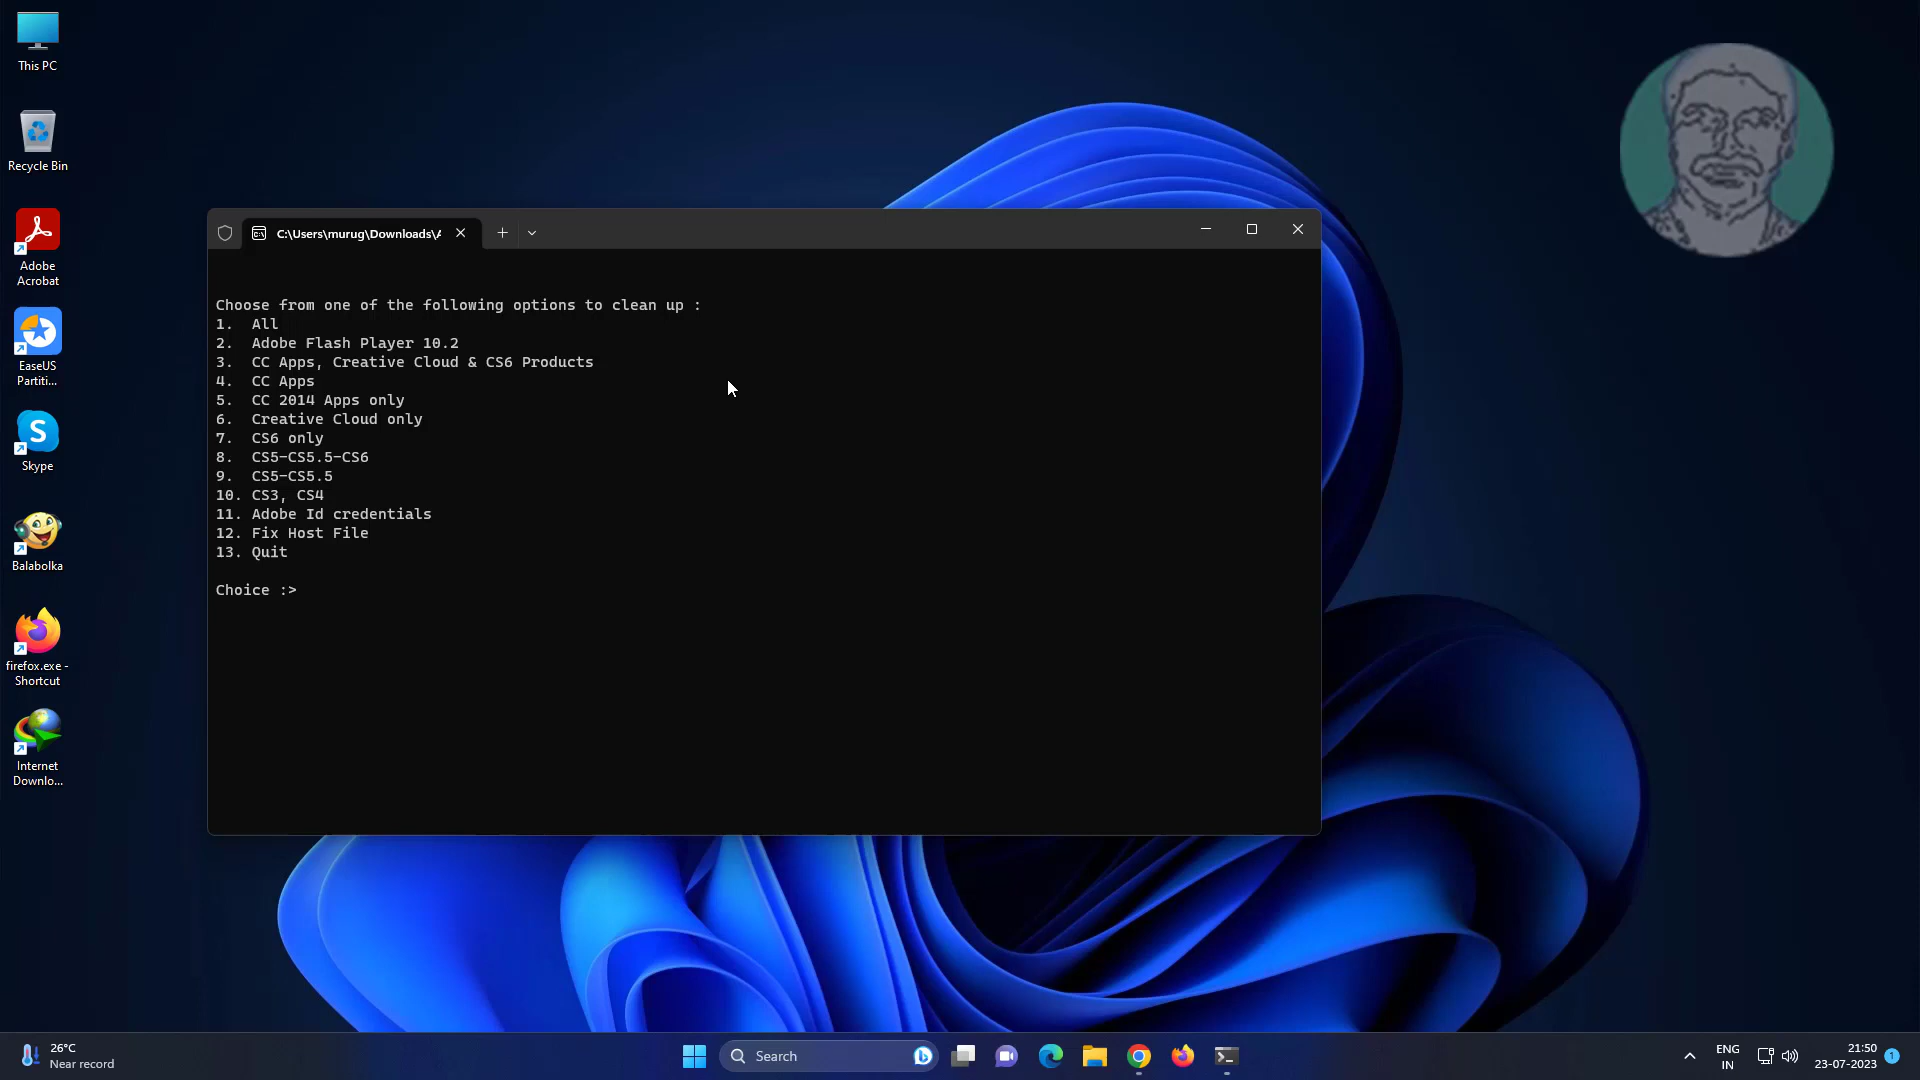 This PC
Recycle Bin
Adobe
Acrobat
EaseUS
Partiti...
Skype
Balabolka
firefox.exe -
Shortcut
Internet
Downlo...
C:\Users\murug\Downloads\A
Choose from one of the following options to clean up :
1. All
2. Adobe Flash Player 10.2
3. CC Apps, Creative Cloud & CS6 Products
4. CC Apps
5. CC 2014 Apps only
6. Creative Cloud only
7. CS6 only
8. CS5-CS5.5-CS6
9. CS5-CS5.5
10. CS3, CS4
11. Adobe Id credentials
12. Fix Host File
13. Quit
Choice :>
26°C
Near record
Search
ENG
IN
21:50
23-07-2023
1